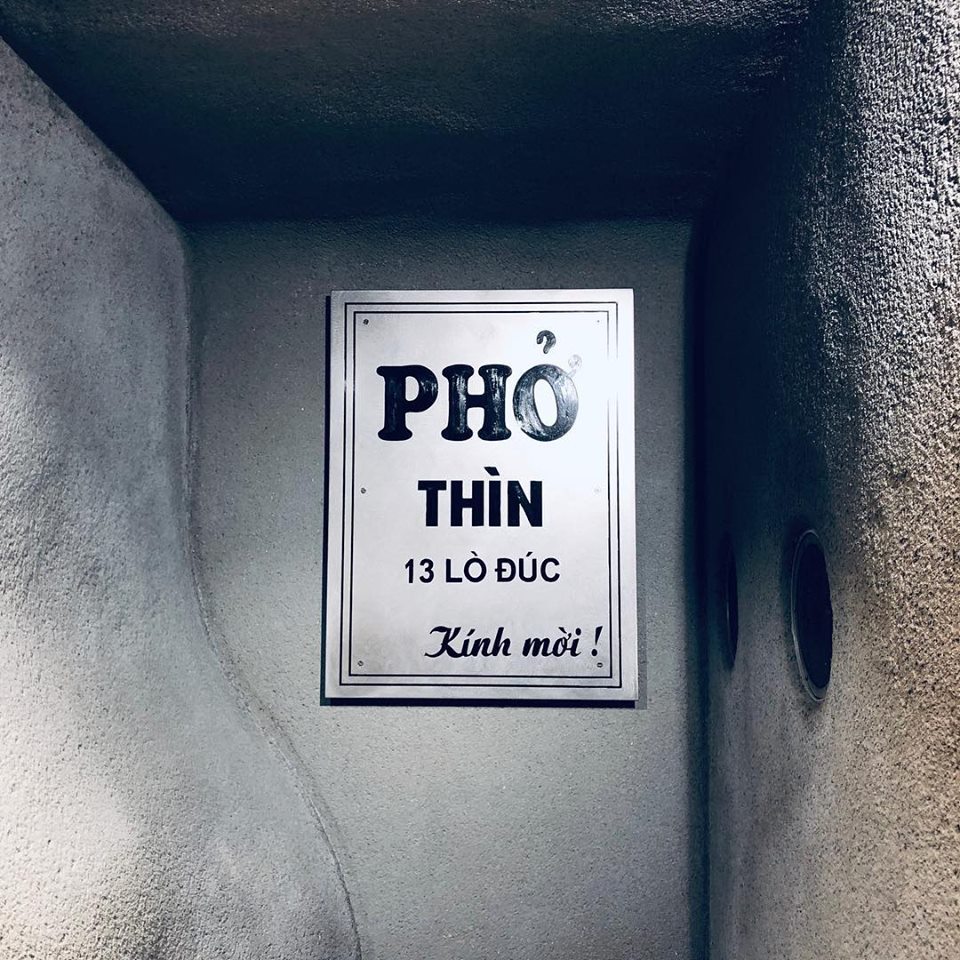 PHỞ
THÌN
13 LÒ ĐÚC
Kính mời !